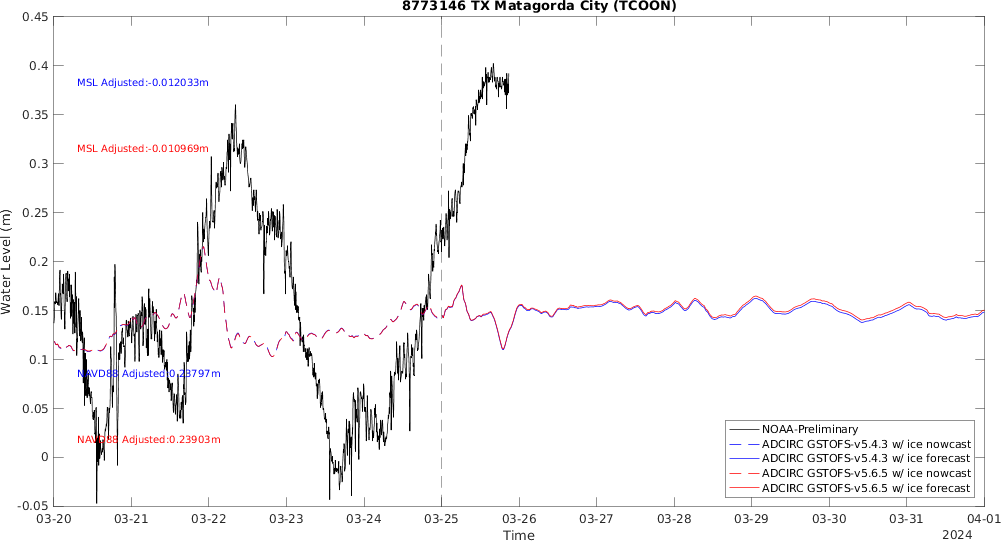 8773146 TX Matagorda City (TCOON)
0.45
0.4
0.35
0.3
0.25
0.2
0.15
0.1
0.05
0
-0.05
Water Level (m)
MSL Adjusted:-0.012033m
MSL Adjusted:-0.010969m
NAVD88 Adjusted:0.23797m
NAVD88 Adjusted:0.23903m
NOAA-Preliminary
ADCIRC GSTOFS-v5.4.3 w/ ice nowcast
ADCIRC GSTOFS-v5.4.3 w/ ice forecast
ADCIRC GSTOFS-v5.6.5 w/ ice nowcast
ADCIRC GSTOFS-v5.6.5 w/ ice forecast
03-20 03-21 03-22 03-23 03-24 03-25 03-26 03-27 03-28 03-29 03-30 03-31 04-01
Time
2024